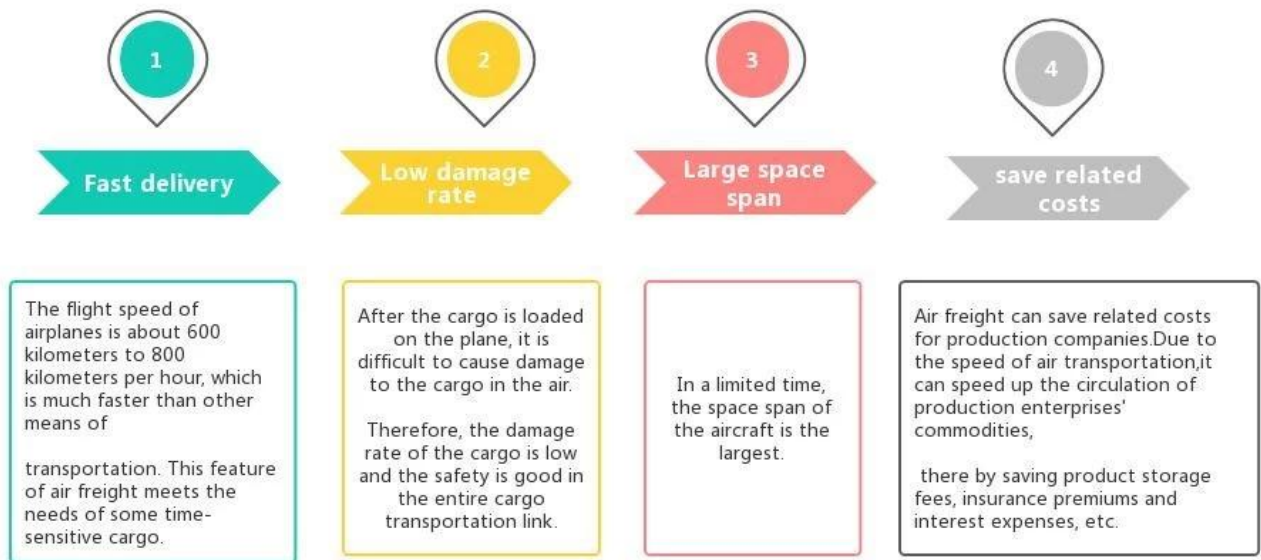 1
Fast delivery
The flight speed of
airplanes is about 600
kilometers to 800
kilometers per hour, which
is much faster than other
means of
transportation. This feature
of air freight meets the
needs of some time-
sensitive cargo.
2
Low damage
rate
After the cargo is loaded
on the plane, it is
difficult to cause damage
to the cargo in the air.
Therefore, the damage
rate of the cargo is low
and the safety is good in
the entire cargo
transportation link.
3
Large space
span
In a limited time,
the space span of
the aircraft is the
largest.
4
save related
costs
Air freight can save related costs
for production companies.Due to
the speed of air transportation,it
can speed up the circulation of
production enterprises'
commodities,
there by saving product storage
fees, insurance premiums and
interest expenses, etc.